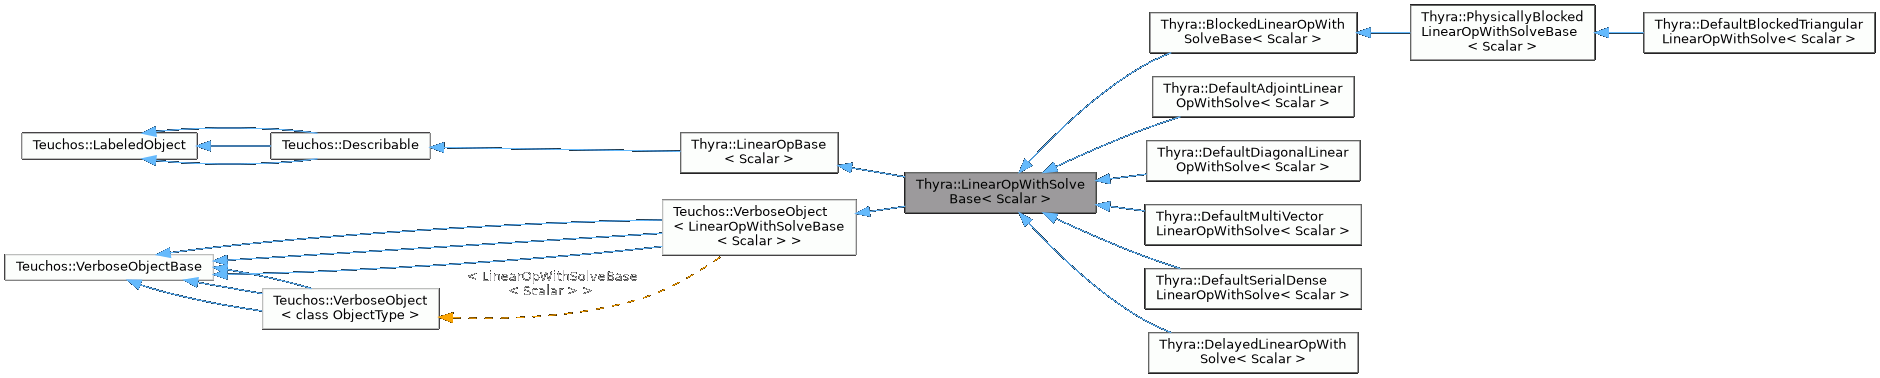 Thyra::BlockedLinearOpWith
SolveBase< Scalar >
Thyra::PhysicallyBlocked
LinearOpWithSolveBase
< Scalar >
Thyra::DefaultBlockedTriangular
LinearOpWithSolve< Scalar >
Thyra::DefaultAdjointLinear
OpWithSolve< Scalar >
Teuchos::LabeledObject
Teuchos::Describable
Thyra::LinearOpBase
< Scalar >
Thyra::DefaultDiagonalLinear
OpWithSolve< Scalar >
Thyra::LinearOpWithSolve
Base< Scalar >
Teuchos::VerboseObject
< LinearOpWithSolveBase
< Scalar > >
Thyra::DefaultMultiVector
LinearOpWithSolve< Scalar >
Teuchos::VerboseObjectBase
< LinearOpWithSolveBase
< Scalar > >
Thyra::DefaultSerialDense
LinearOpWithSolve< Scalar >
Teuchos::VerboseObject
< class ObjectType >
Thyra::DelayedLinearOpWith
Solve< Scalar >